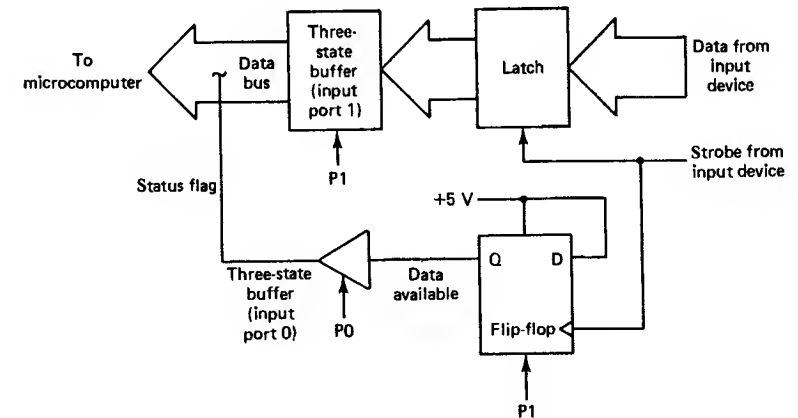 To
microcomputer
Data
bus
Three-
state
buffer
(input
port 1)
P1
Latch
Data from
input
device
Strobe from
input device
Status flag
+5 V
Three-state
buffer
(input
port 0)
P0
Data
available
Q
D
Flip-flop
P1